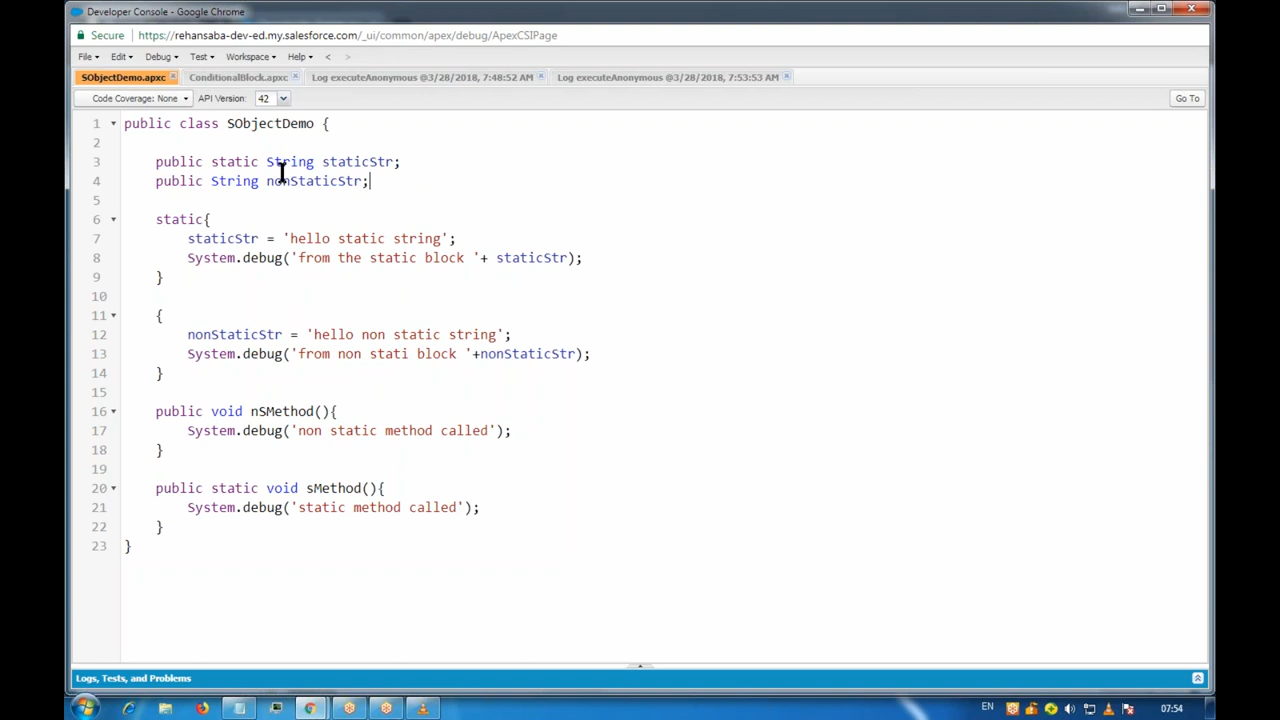 Developer Console - Google Chrome
Secure https://rehansaba-dev-ed.my.salesforce.com/_ui/common/apex/debug/ApexCSIPage
File Edit Debug Test Workspace Help < >
SObjectDemo.apxc ConditionalBlock.apxc Log executeAnonymous @3/28/2018, 7:48:52 AM Log executeAnonymous @3/28/2018, 7:53:53 AM
Code Coverage: None API Version: 42 Go To
1 public class SObjectDemo {
2
3 public static String staticStr;
4 public String nonStaticStr;
5
6 static{
7 staticStr = 'hello static string';
8 System.debug('from the static block '+ staticStr);
9 }
10
11 {
12 nonStaticStr = 'hello non static string';
13 System.debug('from non stati block '+nonStaticStr);
14 }
15
16 public void nSMethod(){
17 System.debug('non static method called');
18 }
19
20 public static void sMethod(){
21 System.debug('static method called');
22 }
23 }
Logs, Tests, and Problems
EN 07:54